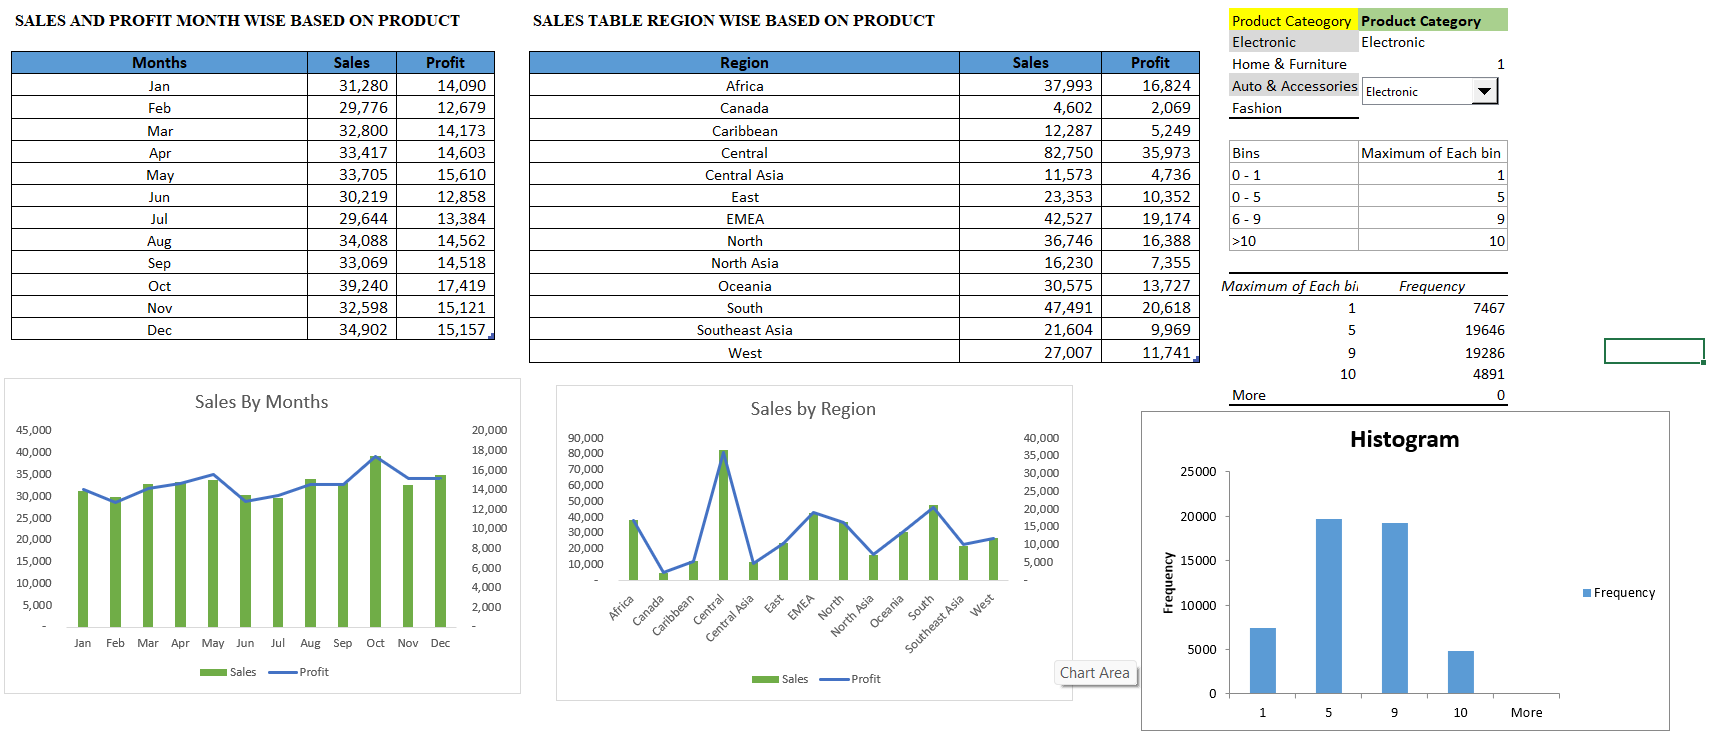 SALES AND PROFIT MONTH WISE BASED ON PRODUCT
Months Sales Profit
Jan 31,280 14,090
Feb 29,776 12,679
Mar 32,800 14,173
Apr 33,417 14,603
May 33,705 15,610
Jun 30,219 12,858
Jul 29,644 13,384
Aug 34,088 14,562
Sep 33,069 14,518
Oct 39,240 17,419
Nov 32,598 15,121
Dec 34,902 15,157
SALES TABLE REGION WISE BASED ON PRODUCT
Region Sales Profit
Africa 37,993 16,824
Canada 4,602 2,069
Caribbean 12,287 5,249
Central 82,750 35,973
Central Asia 11,573 4,736
East 23,353 10,352
EMEA 42,527 19,174
North 36,746 16,388
North Asia 16,230 7,355
Oceania 30,575 13,727
South 47,491 20,618
Southeast Asia 21,604 9,969
West 27,007 11,741
Product Cateogory Product Category
Electronic Electronic
Home & Furniture 1
Auto & Accessories Electronic
Fashion
Bins Maximum of Each bin
0 - 1 1
0 - 5 5
6 - 9 9
>10 10
Maximum of Each bi Frequency
1 7467
5 19646
9 19286
10 4891
More 0
Sales By Months
45,000
40,000
35,000
30,000
25,000
20,000
15,000
10,000
5,000
-
20,000
18,000
16,000
14,000
12,000
10,000
8,000
6,000
4,000
2,000
-
Jan Feb Mar Apr May Jun Jul Aug Sep Oct Nov Dec
Sales Profit
Sales by Region
90,000
80,000
70,000
60,000
50,000
40,000
30,000
20,000
10,000
-
40,000
35,000
30,000
25,000
20,000
15,000
10,000
5,000
-
Africa Canada Caribbean Central Central Asia East EMEA North North Asia Oceania South Southeast Asia West
Sales Profit
Chart Area
Histogram
Frequency
25000
20000
15000
10000
5000
0
1 5 9 10 More
Frequency